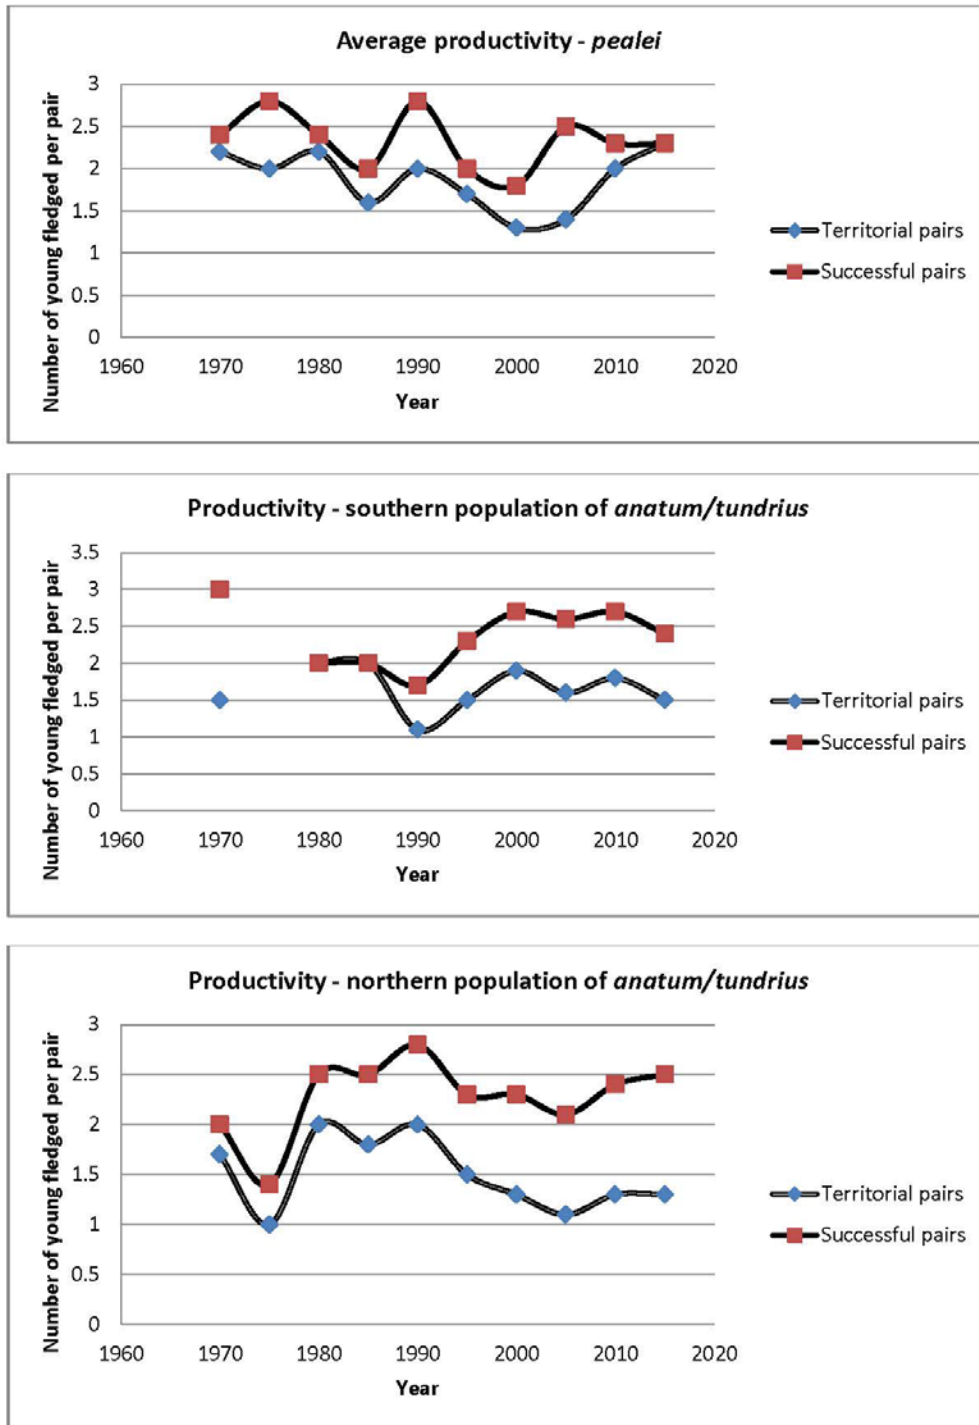 Average productivity - pealei
Number of young fledged per pair
3
2.5
2
1.5
1
0.5
0
1960 1970 1980 1990 2000 2010 2020
Year
Territorial pairs
Successful pairs
Productivity - southern population of anatum/tundrius
Number of young fledged per pair
3.5
3
2.5
2
1.5
1
0.5
0
1960 1970 1980 1990 2000 2010 2020
Year
Territorial pairs
Successful pairs
Productivity - northern population of anatum/tundrius
Number of young fledged per pair
3
2.5
2
1.5
1
0.5
0
1960 1970 1980 1990 2000 2010 2020
Year
Territorial pairs
Successful pairs